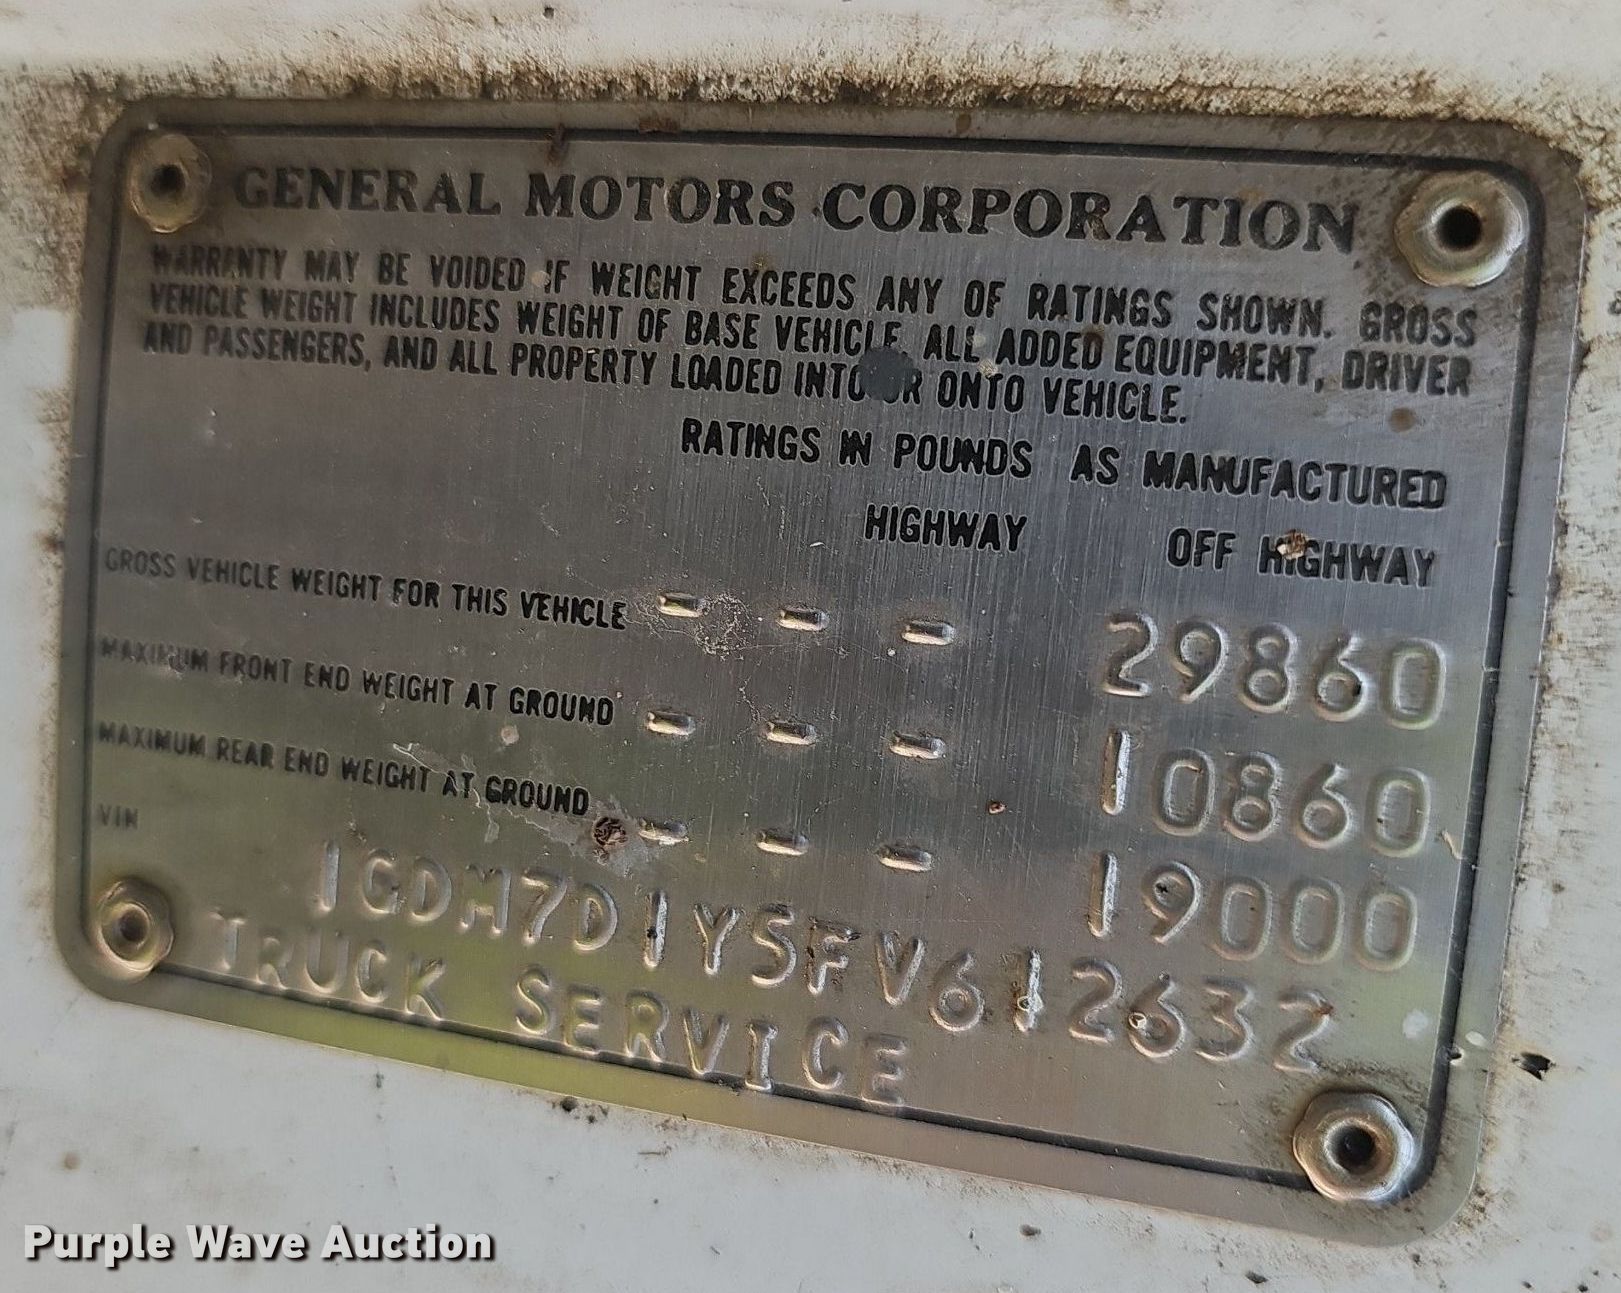 GENERAL MOTORS CORPORATION
WARRANTY MAY BE VOIDED IF WEIGHT EXCEEDS ANY OF RATINGS SHOWN. GROSS
VEHICLE WEIGHT INCLUDES WEIGHT OF BASE VEHICLE, ALL ADDED EQUIPMENT, DRIVER
AND PASSENGERS, AND ALL PROPERTY LOADED INTO OR ONTO VEHICLE.
RATINGS IN POUNDS AS MANUFACTURED
HIGHWAY OFF HIGHWAY
GROSS VEHICLE WEIGHT FOR THIS VEHICLE - - - 29860
MAXIMUM FRONT END WEIGHT AT GROUND - - - 10860
MAXIMUM REAR END WEIGHT AT GROUND - - - 19000
VIN
1GDM7D1Y5FV612632
TRUCK SERVICE
Purple Wave Auction